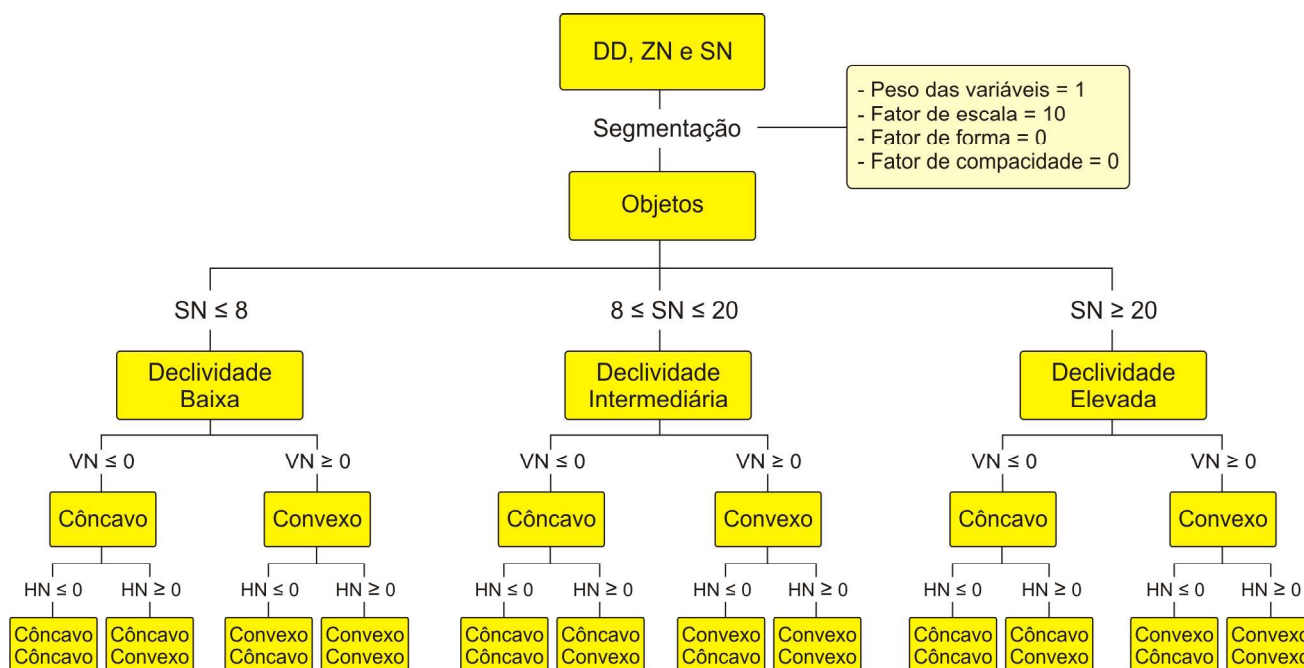 DD, ZN e SN
Segmentação
- Peso das variáveis = 1
- Fator de escala = 10
- Fator de forma = 0
- Fator de compacidade = 0
Objetos
SN ≤ 8
8 ≤ SN ≤ 20
SN ≥ 20
Declividade
Baixa
Declividade
Intermediária
Declividade
Elevada
VN ≤ 0
VN ≥ 0
VN ≤ 0
VN ≥ 0
VN ≤ 0
VN ≥ 0
Côncavo
Convexo
Côncavo
Convexo
Côncavo
Convexo
HN ≤ 0
HN ≥ 0
HN ≤ 0
HN ≥ 0
HN ≤ 0
HN ≥ 0
HN ≤ 0
HN ≥ 0
HN ≤ 0
HN ≥ 0
HN ≤ 0
HN ≥ 0
Côncavo
Côncavo
Côncavo
Convexo
Convexo
Côncavo
Convexo
Convexo
Côncavo
Côncavo
Côncavo
Convexo
Convexo
Côncavo
Convexo
Convexo
Côncavo
Côncavo
Côncavo
Convexo
Convexo
Côncavo
Convexo
Convexo